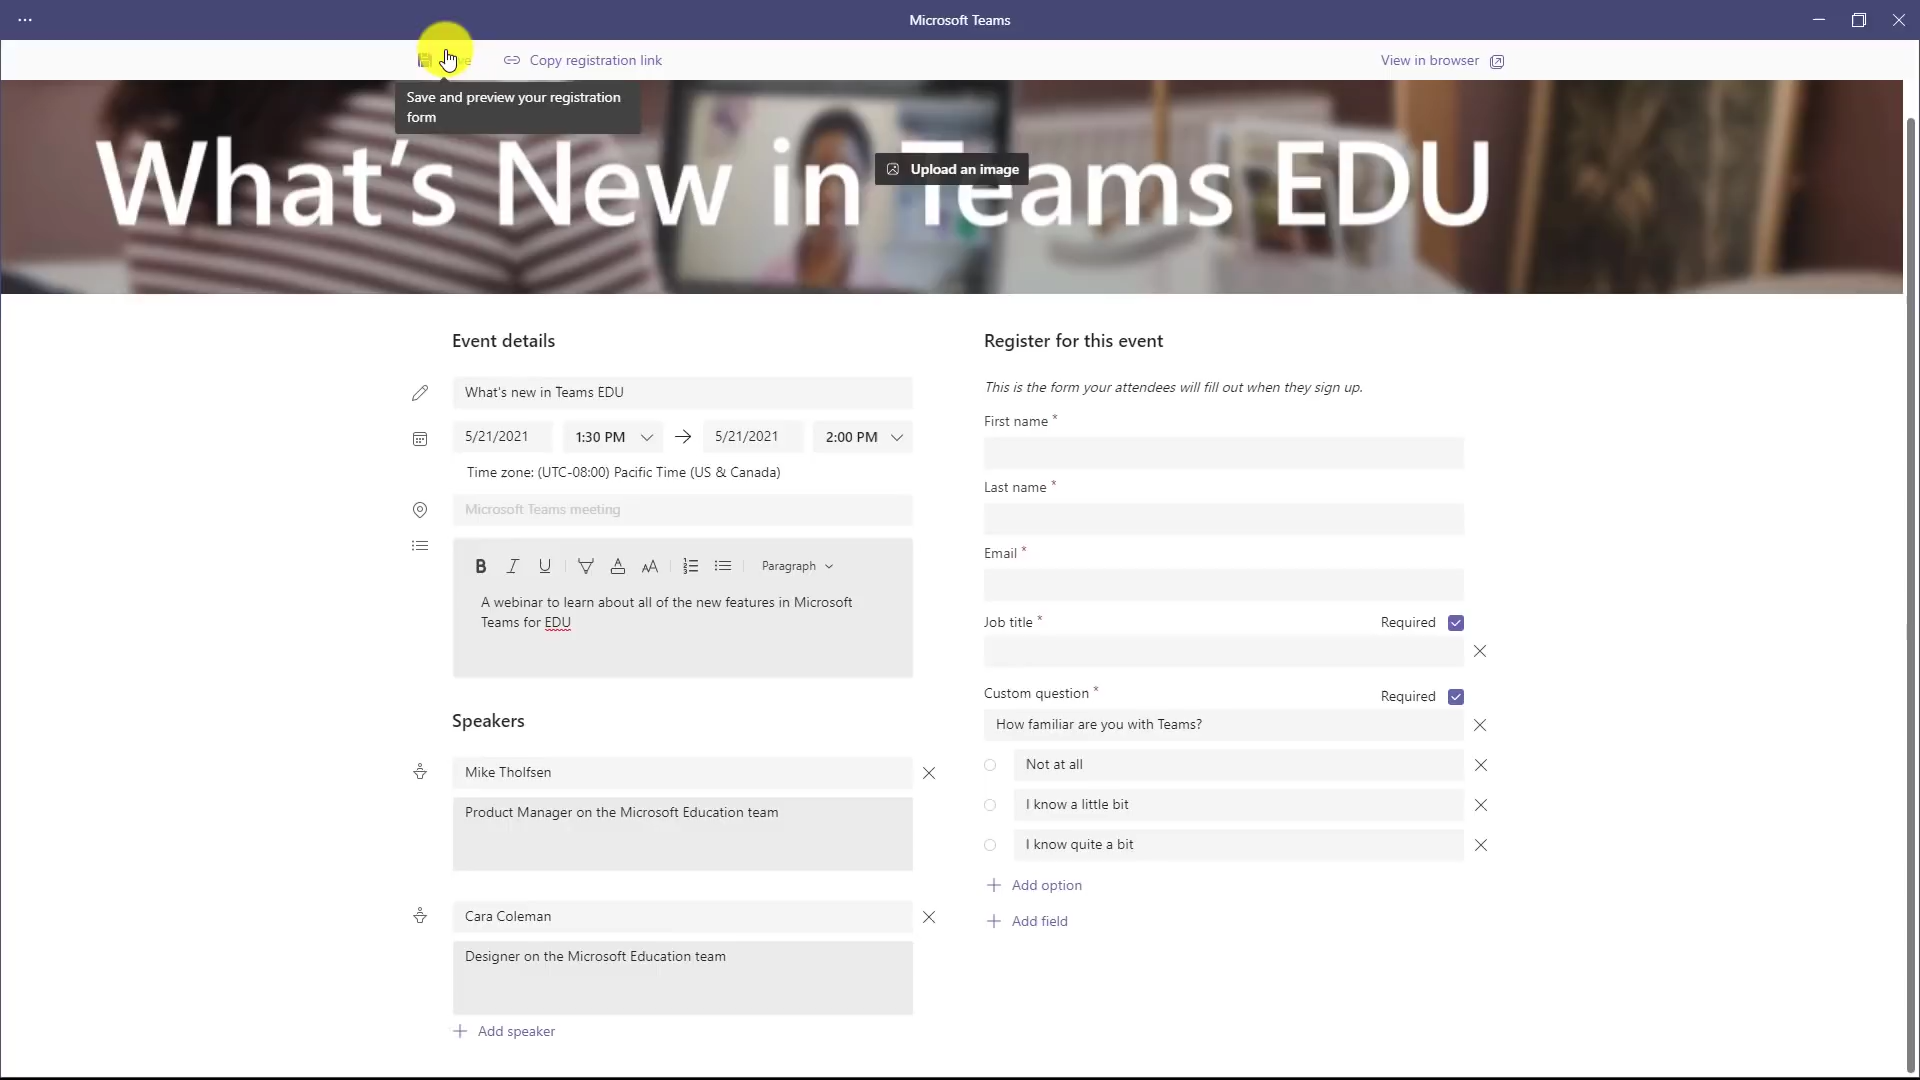 Microsoft Teams
Copy registration link
View in browser
Save and preview your registration
form
What's New in Teams EDU
Upload an image
Event details
What's new in Teams EDU
5/21/2021
1:30 PM
5/21/2021
2:00 PM
Time zone: (UTC-08:00) Pacific Time (US & Canada)
Microsoft Teams meeting
B I U AA Paragraph
A webinar to learn about all of the new features in Microsoft
Teams for EDU
Speakers
Mike Tholfsen
Product Manager on the Microsoft Education team
Cara Coleman
Designer on the Microsoft Education team
Add speaker
Register for this event
This is the form your attendees will fill out when they sign up.
First name *
Last name *
Email *
Job title *
Required
Custom question *
Required
How familiar are you with Teams?
Not at all
I know a little bit
I know quite a bit
Add option
Add field